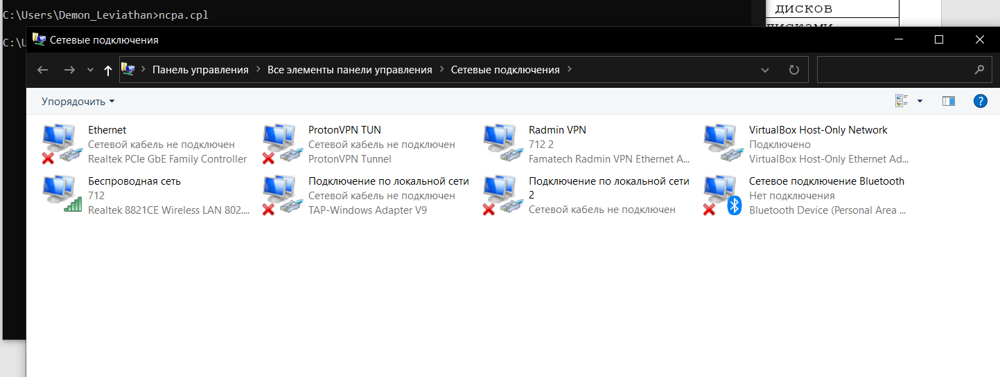 C:\Users\Demon_Leviathan>ncpa.cpl
дисков
дисками
C:\U
Сетевые подключения
Панель управления Все элементы панели управления Сетевые подключения
Упорядочить
Ethernet
Сетевой кабель не подключен
Realtek PCIe GbE Family Controller
ProtonVPN TUN
Сетевой кабель не подключен
ProtonVPN Tunnel
Radmin VPN
712 2
Famatech Radmin VPN Ethernet A...
VirtualBox Host-Only Network
Подключено
VirtualBox Host-Only Ethernet Ad...
Беспроводная сеть
712
Realtek 8821CE Wireless LAN 802....
Подключение по локальной сети
Сетевой кабель не подключен
TAP-Windows Adapter V9
Подключение по локальной сети
2
Сетевой кабель не подключен
Сетевое подключение Bluetooth
Нет подключения
Bluetooth Device (Personal Area ...